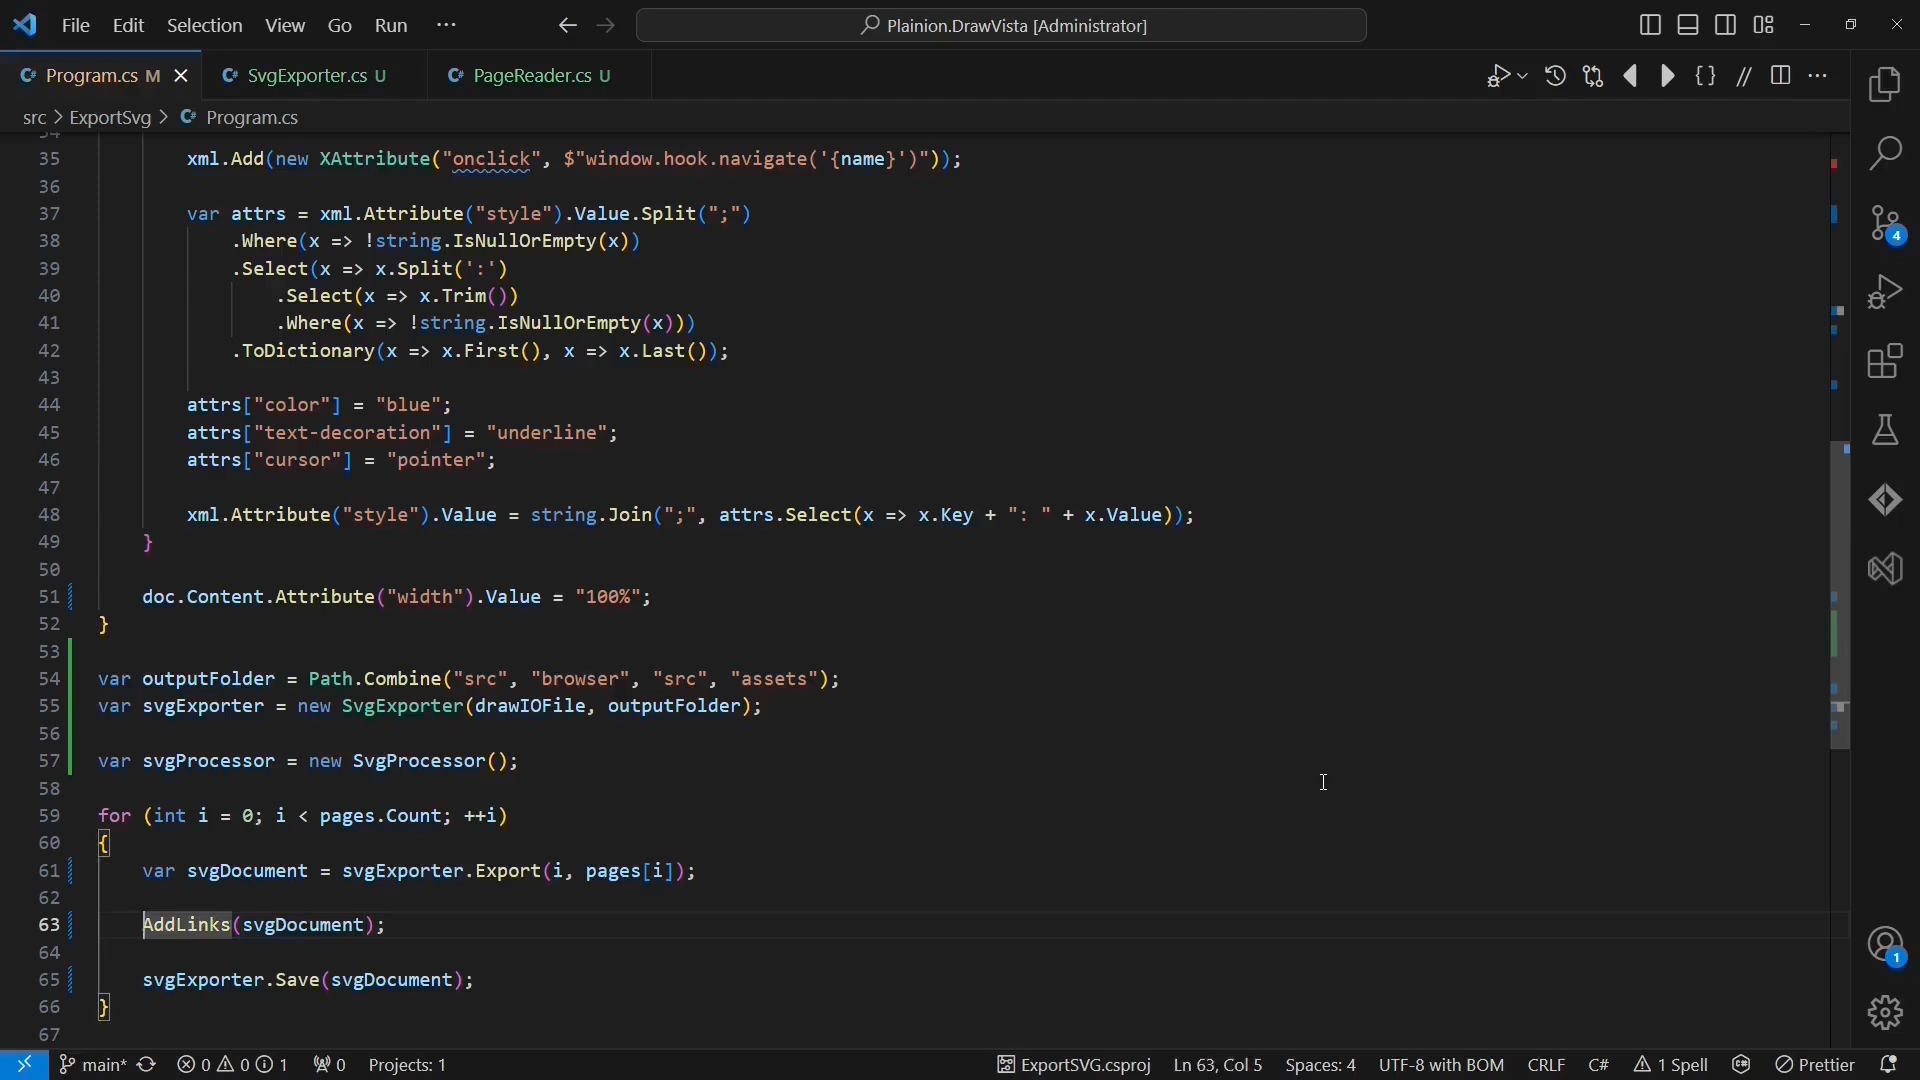 File Edit Selection View Go Run ··· Plainion.DrawVista [Administrator]
Program.cs M SvgExporter.cs U PageReader.cs U
src > ExportSvg > Program.cs
34
35 xml.Add(new XAttribute("onclick", $"window.hook.navigate('{name}')"));
36
37 var attrs = xml.Attribute("style").Value.Split(";")
38 .Where(x => !string.IsNullOrEmpty(x))
39 .Select(x => x.Split(':')
40 .Select(x => x.Trim())
41 .Where(x => !string.IsNullOrEmpty(x)))
42 .ToDictionary(x => x.First(), x => x.Last());
43
44 attrs["color"] = "blue";
45 attrs["text-decoration"] = "underline";
46 attrs["cursor"] = "pointer";
47
48 xml.Attribute("style").Value = string.Join(";", attrs.Select(x => x.Key + ": " + x.Value));
49 }
50
51 doc.Content.Attribute("width").Value = "100%";
52 }
53
54 var outputFolder = Path.Combine("src", "browser", "src", "assets");
55 var svgExporter = new SvgExporter(drawIOFile, outputFolder);
56
57 var svgProcessor = new SvgProcessor();
58
59 for (int i = 0; i < pages.Count; ++i)
60 {
61 var svgDocument = svgExporter.Export(i, pages[i]);
62
63 AddLinks(svgDocument);
64
65 svgExporter.Save(svgDocument);
66 }
67
4
1
main* 0 0 1 0 Projects: 1 ExportSVG.csproj Ln 63, Col 5 Spaces: 4 UTF-8 with BOM CRLF C# 1 Spell Prettier